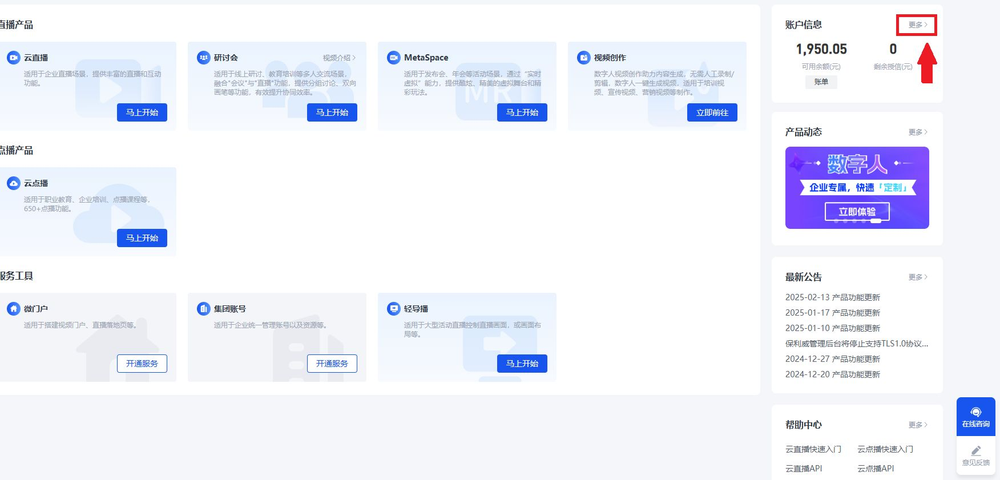 直播产品
云直播
适用于企业直播场景，提供丰富的直播和互动
功能。
马上开始
研讨会
视频介绍
适用于线上研讨、教育培训等多人交流场景，
融合"会议"与"直播"功能，提供分组讨论、双向
画笔等功能，有效提升协同效率。
马上开始
MetaSpace
适用于发布会、年会等活动场景，通过“实时
虚拟”能力，提供酷炫、精美的虚拟舞台和精
彩玩法。
MR
马上开始
视频创作
数字人视频创作助力内容生成，无需人工录制/
剪辑，数字人一键生成视频，适用于培训视
频、宣传视频、营销视频等制作。
立即前往
点播产品
云点播
适用于职业教育、企业培训、点播课程等，
650+点播功能。
马上开始
服务工具
微门户
适用于搭建视频门户、直播落地页等。
开通服务
集团账号
适用于企业统一管理账号以及资源等。
开通服务
轻导播
适用于大型活动直播控制直播画面，或画面布
局等。
马上开始
账户信息
更多
1,950.05
0
可用余额(元)
剩余授信(元)
账单
产品动态
更多
数字人
企业专属，快速「定制」
立即体验
最新公告
更多
2025-02-13 产品功能更新
2025-01-17 产品功能更新
2025-01-10 产品功能更新
保利威管理后台将停止支持TLS1.0协议...
2024-12-27 产品功能更新
2024-12-20 产品功能更新
帮助中心
更多
云直播快速入门
云点播快速入门
云直播API
云点播API
在线咨询
意见反馈